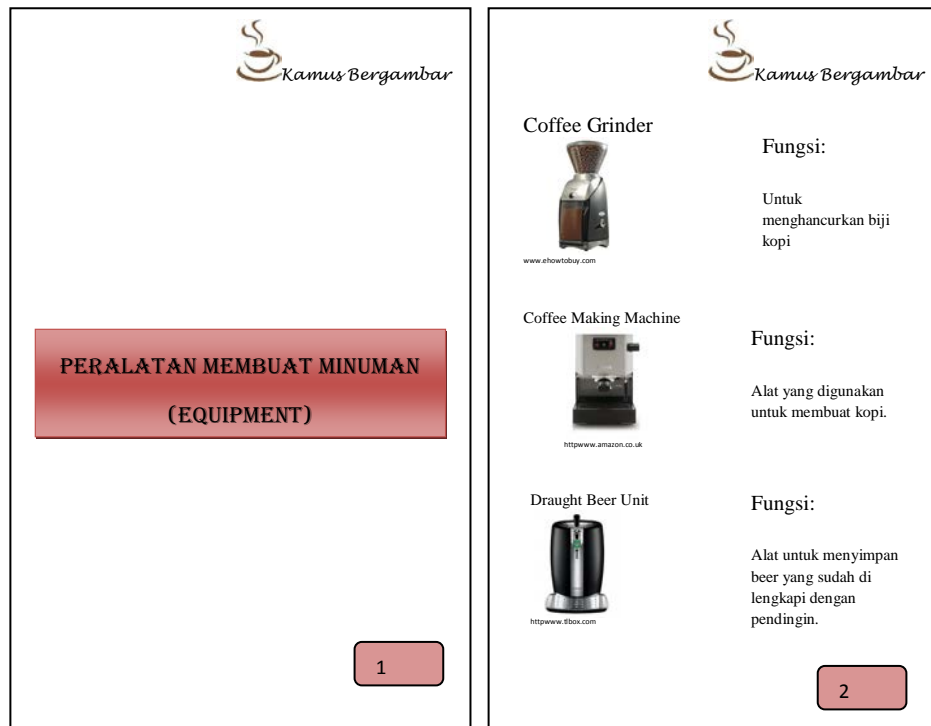 Kamus Bergambar
PERALATAN MEMBUAT MINUMAN
(EQUIPMENT)
1
Kamus Bergambar
Coffee Grinder
www.ehowtobuy.com
Fungsi:
Untuk
menghancurkan biji
kopi
Coffee Making Machine
httpwww.amazon.co.uk
Fungsi:
Alat yang digunakan
untuk membuat kopi.
Draught Beer Unit
httpwww.tlbox.com
Fungsi:
Alat untuk menyimpan
beer yang sudah di
lengkapi dengan
pendingin.
2